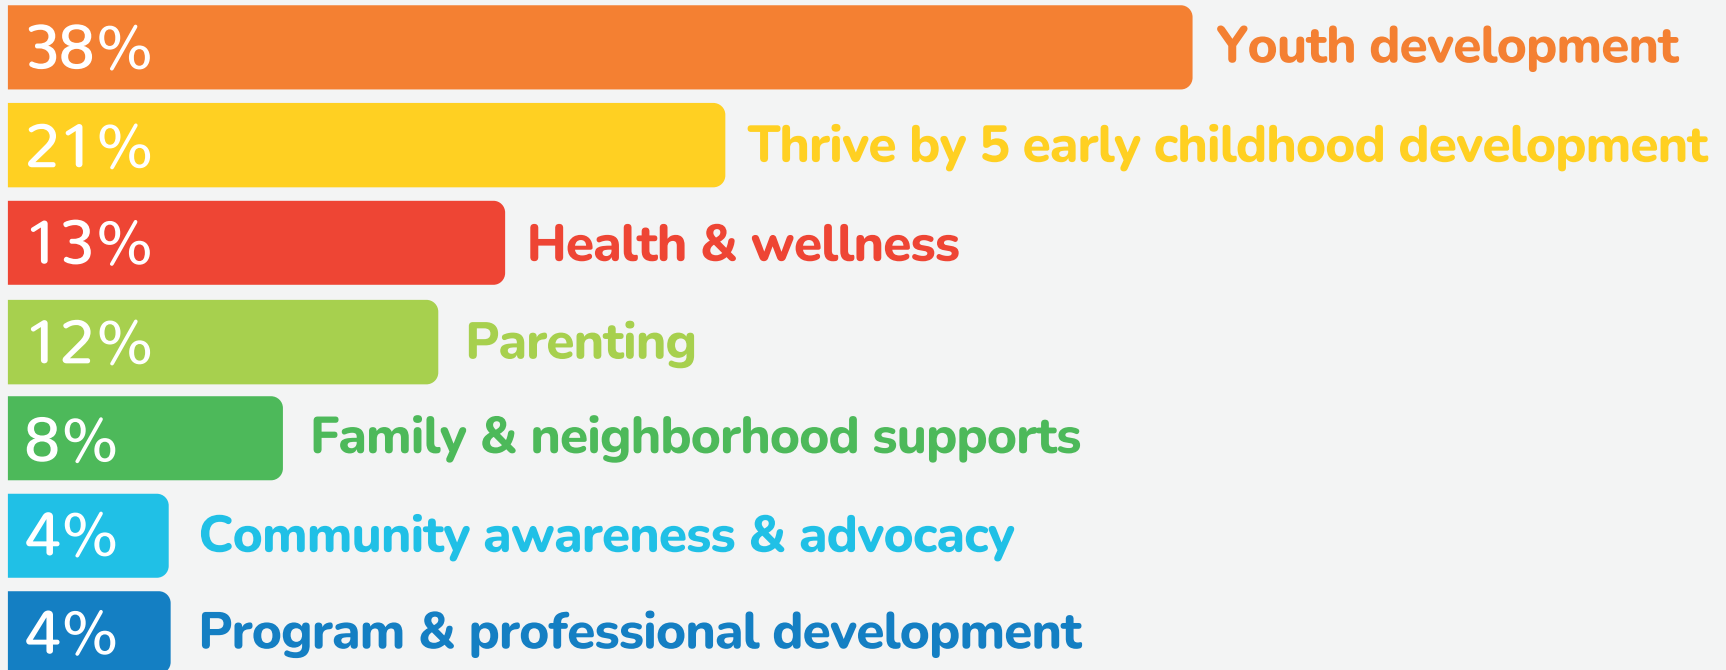 38% Youth development
21% Thrive by 5 early childhood development
13% Health & wellness
12% Parenting
8% Family & neighborhood supports
4% Community awareness & advocacy
4% Program & professional development